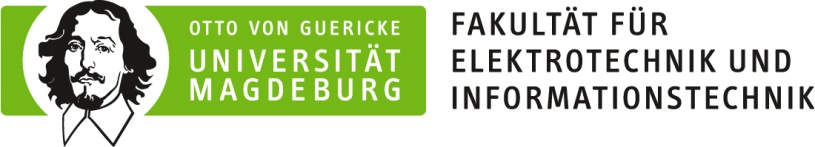 OTTO VON GUERICKE
UNIVERSITÄT
MAGDEBURG
FAKULTÄT FÜR
ELEKTROTECHNIK UND
INFORMATIONSTECHNIK